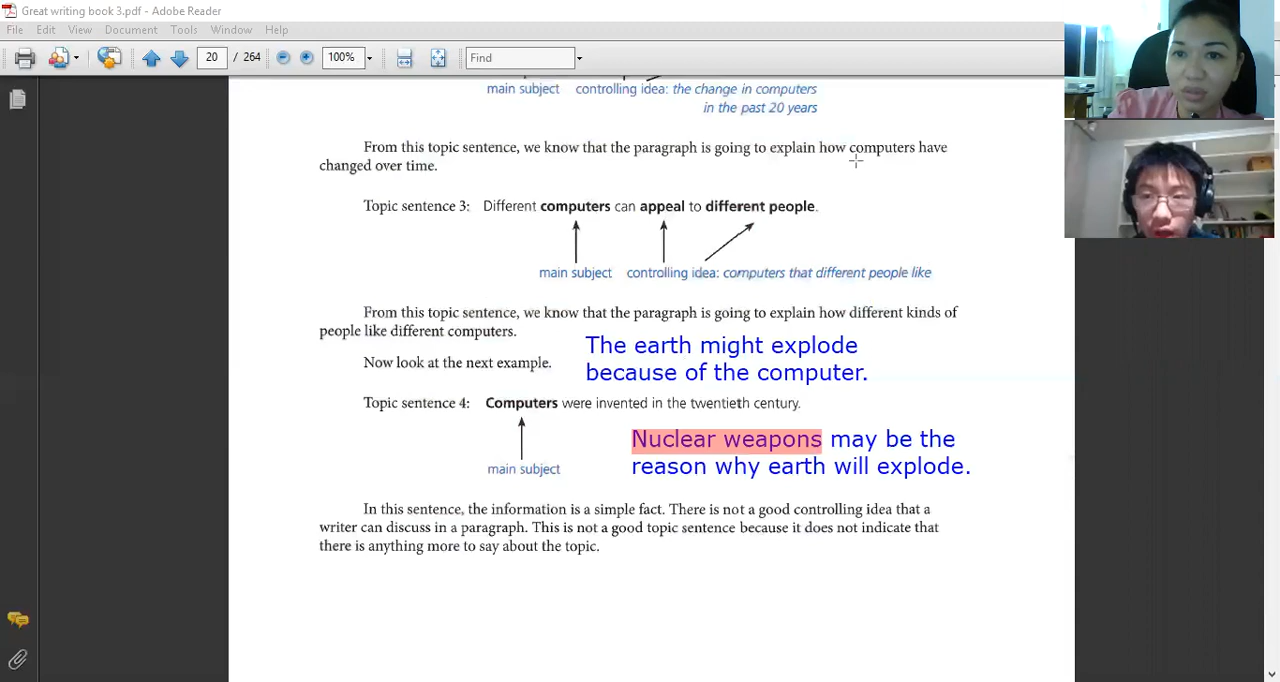 Great writing book 3.pdf - Adobe Reader
File Edit View Document Tools Window Help
20 / 264 100% Find
main subject controlling idea: the change in computers
in the past 20 years
From this topic sentence, we know that the paragraph is going to explain how computers have
changed over time.
Topic sentence 3: Different computers can appeal to different people.
main subject controlling idea: computers that different people like
From this topic sentence, we know that the paragraph is going to explain how different kinds of
people like different computers.
The earth might explode
because of the computer.
Now look at the next example.
Topic sentence 4: Computers were invented in the twentieth century.
Nuclear weapons may be the
reason why earth will explode.
main subject
In this sentence, the information is a simple fact. There is not a good controlling idea that a
writer can discuss in a paragraph. This is not a good topic sentence because it does not indicate that
there is anything more to say about the topic.